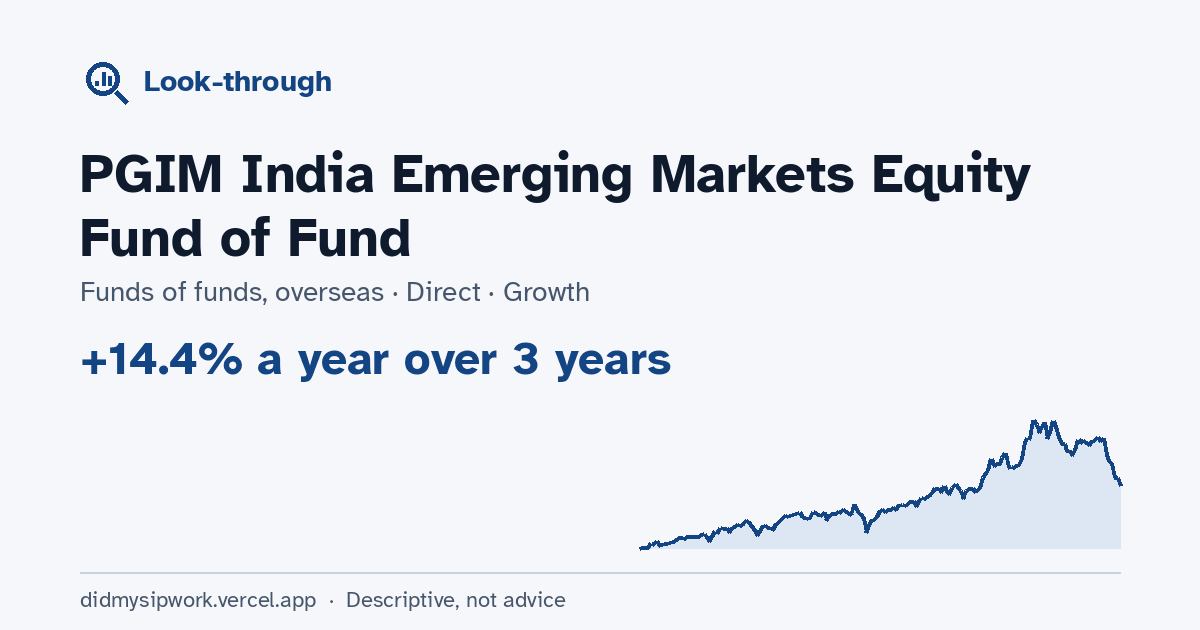 Look-through
PGIM India Emerging Markets Equity
Fund of Fund
Funds of funds, overseas · Direct · Growth
+14.4% a year over 3 years
didmysipwork.vercel.app · Descriptive, not advice